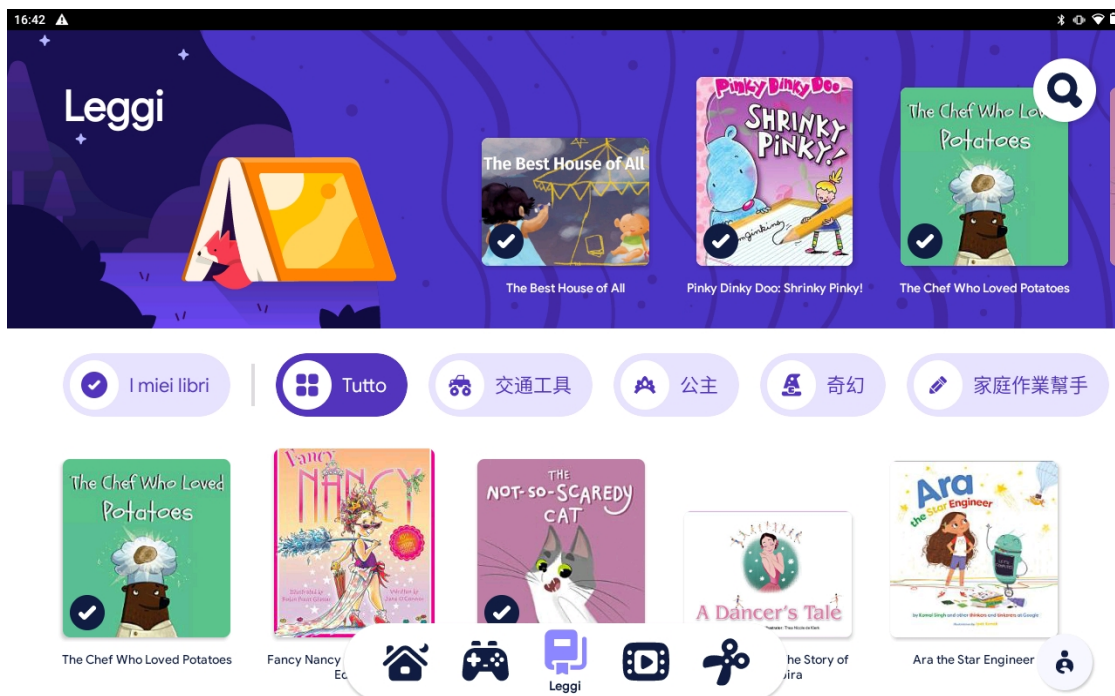 16:42
Leggi
The Best House of All
Pinky Dinky Doo
SHRINKY
PINKY!
The Chef Who Lov
Potatoes
The Best House of All
Pinky Dinky Doo: Shrinky Pinky!
The Chef Who Loved Potatoes
I miei libri
Tutto
交通工具
公主
奇幻
家庭作業幫手
The Chef Who Loved
Potatoes
Fancy
NANCY
THE
NOT-SO-SCAREDY
CAT
A Dancer's Tale
Ara
the Star Engineer
The Chef Who Loved Potatoes
Fancy Nancy
he Story of
Ara the Star Engineer
Leggi